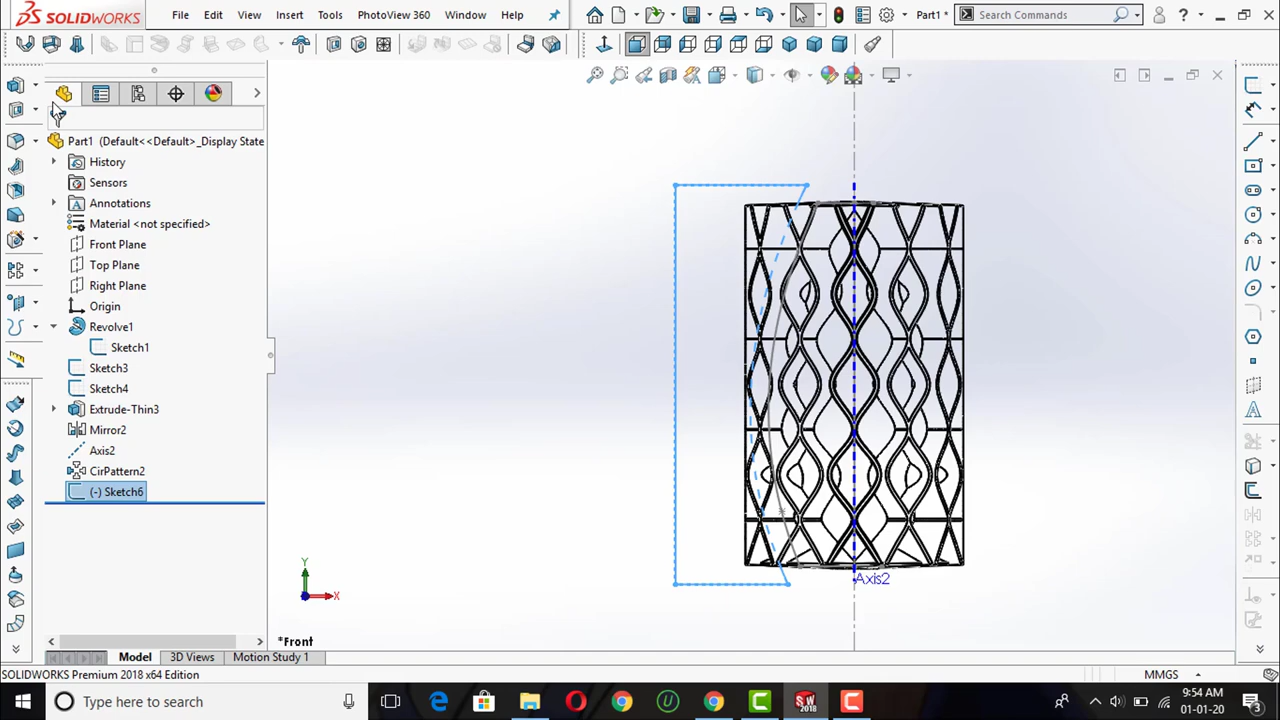 SOLIDWORKS File Edit View Insert Tools PhotoView 360 Window Help Part1 * Search Commands
Part1 (Default<<Default>_Display State
History
Sensors
Annotations
Material <not specified>
Front Plane
Top Plane
Right Plane
Origin
Revolve1
Sketch1
Sketch3
Sketch4
Extrude-Thin3
Mirror2
Axis2
CirPattern2
(-) Sketch6
Axis2
Y
X
*Front
Model 3D Views Motion Study 1
SOLIDWORKS Premium 2018 x64 Edition MMGS
Type here to search
SW
2018
9:54 AM
01-01-20
3